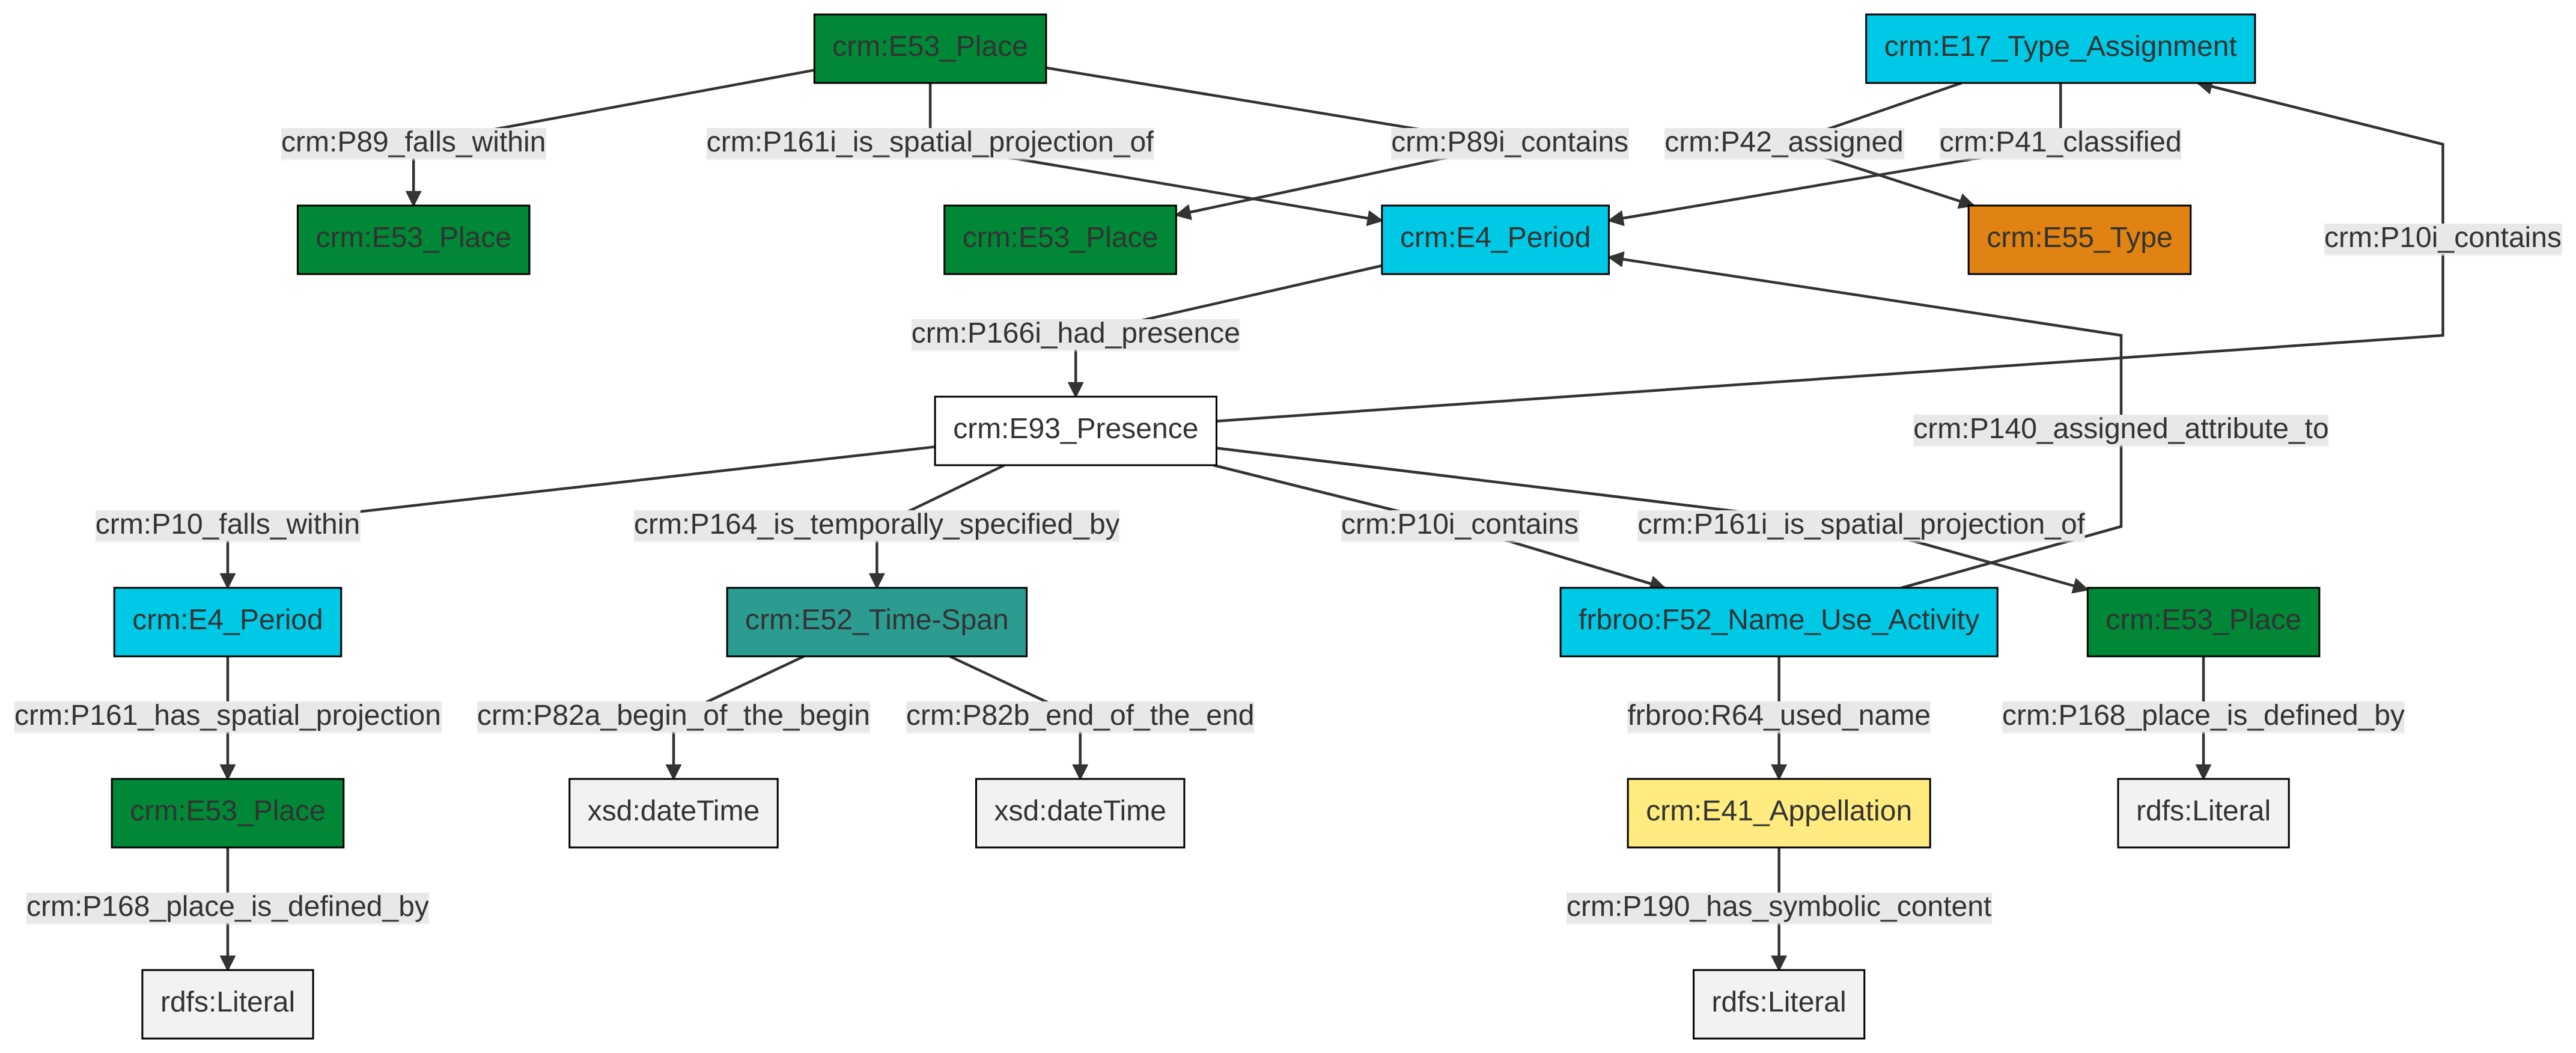 crm:E53_Place
crm:E17_Type_Assignment
crm:P89_falls_within
crm:P161i_is_spatial_projection_of
crm:P89i_contains
crm:P42_assigned
crm:P41_classified
crm:E53_Place
crm:E53_Place
crm:E4_Period
crm:E55_Type
crm:P10i_contains
crm:P166i_had_presence
crm:E93_Presence
crm:P140_assigned_attribute_to
crm:P10_falls_within
crm:P164_is_temporally_specified_by
crm:P10i_contains
crm:P161i_is_spatial_projection_of
crm:E4_Period
crm:E52_Time-Span
frbroo:F52_Name_Use_Activity
crm:E53_Place
crm:P161_has_spatial_projection
crm:P82a_begin_of_the_begin
crm:P82b_end_of_the_end
frbroo:R64_used_name
crm:P168_place_is_defined_by
crm:E53_Place
xsd:dateTime
xsd:dateTime
crm:E41_Appellation
rdfs:Literal
crm:P168_place_is_defined_by
crm:P190_has_symbolic_content
rdfs:Literal
rdfs:Literal